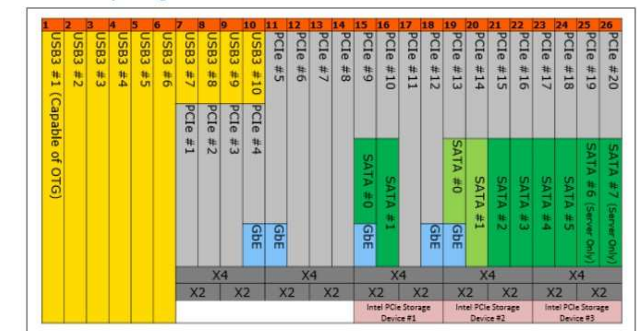 1 2 3 4 5 6 7 8 9 10 11 12 13 14 15 16 17 18 19 20 21 22 23 24 25 26
USB3 #1 (Capable of OTG)
USB3 #2
USB3 #3
USB3 #4
USB3 #5
USB3 #6
USB3 #7
USB3 #8
USB3 #9
USB3 #10
PCIe #5
PCIe #6
PCIe #7
PCIe #8
PCIe #9
PCIe #10
PCIe #11
PCIe #12
PCIe #13
PCIe #14
PCIe #15
PCIe #16
PCIe #17
PCIe #18
PCIe #19
PCIe #20
PCIe #1
PCIe #2
PCIe #3
PCIe #4
SATA #0
SATA #1
SATA #0
SATA #1
SATA #2
SATA #3
SATA #4
SATA #5
SATA #6 (Server Only)
SATA #7 (Server Only)
GbE
GbE
GbE
GbE
GbE
X4 X4 X4 X4 X4
X2 X2 X2 X2 X2 X2 X2 X2 X2 X2
Intel PCIe Storage
Device #1
Intel PCIe Storage
Device #2
Intel PCIe Storage
Device #3